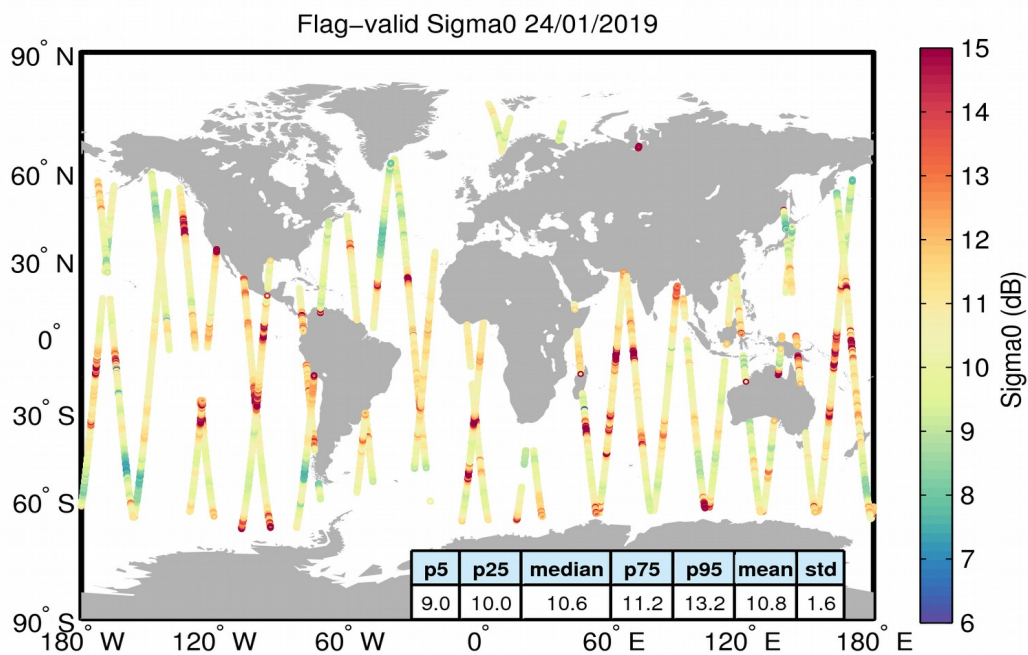 Flag-valid Sigma0 24/01/2019
90° N
60° N
30° N
0°
30° S
60° S
90° S
180° W
120° W
60° W
0°
60° E
120° E
180° E
p5 p25 median p75 p95 mean std
9.0 10.0 10.6 11.2 13.2 10.8 1.6
15
14
13
12
11
10
9
8
7
6
Sigma0 (dB)